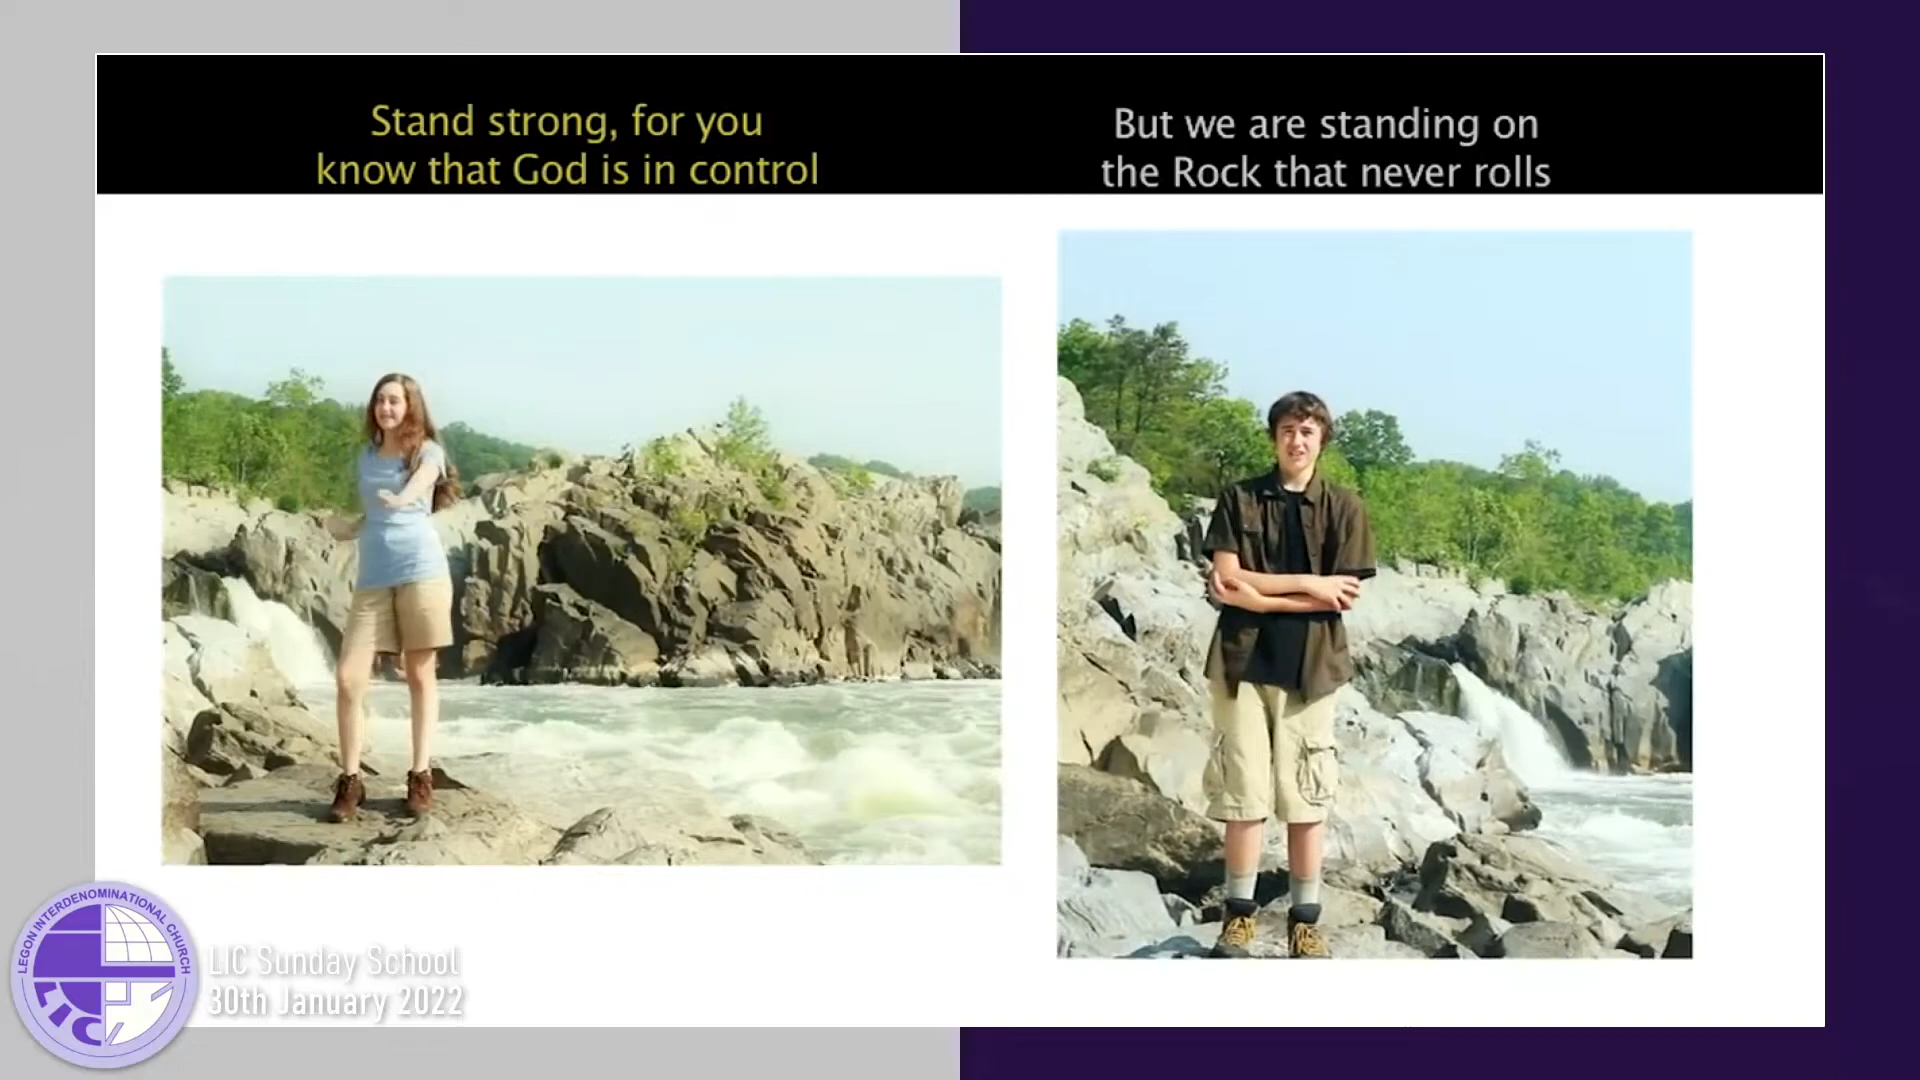 Stand strong, for you
know that God is in control
But we are standing on
the Rock that never rolls
LEGON INTERDENOMINATIONAL CHURCH
LIC
LIC Sunday School
30th January 2022